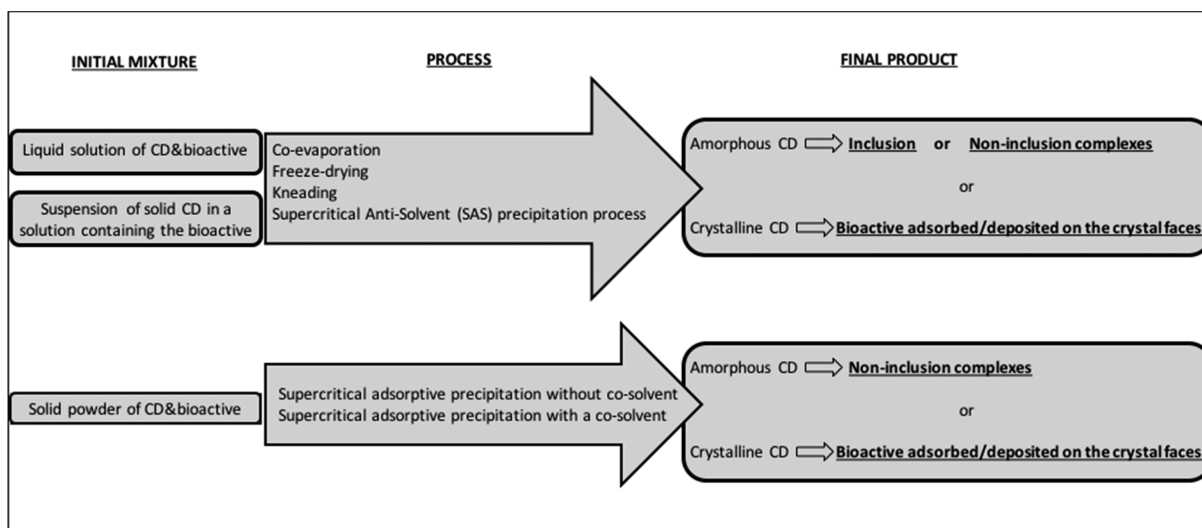 INITIAL MIXTURE
PROCESS
FINAL PRODUCT
Liquid solution of CD&bioactive
Suspension of solid CD in a
solution containing the bioactive
Co-evaporation
Freeze-drying
Kneading
Supercritical Anti-Solvent (SAS) precipitation process
Amorphous CD Inclusion or Non-inclusion complexes
or
Crystalline CD Bioactive adsorbed/deposited on the crystal faces
Solid powder of CD&bioactive
Supercritical adsorptive precipitation without co-solvent
Supercritical adsorptive precipitation with a co-solvent
Amorphous CD Non-inclusion complexes
or
Crystalline CD Bioactive adsorbed/deposited on the crystal faces